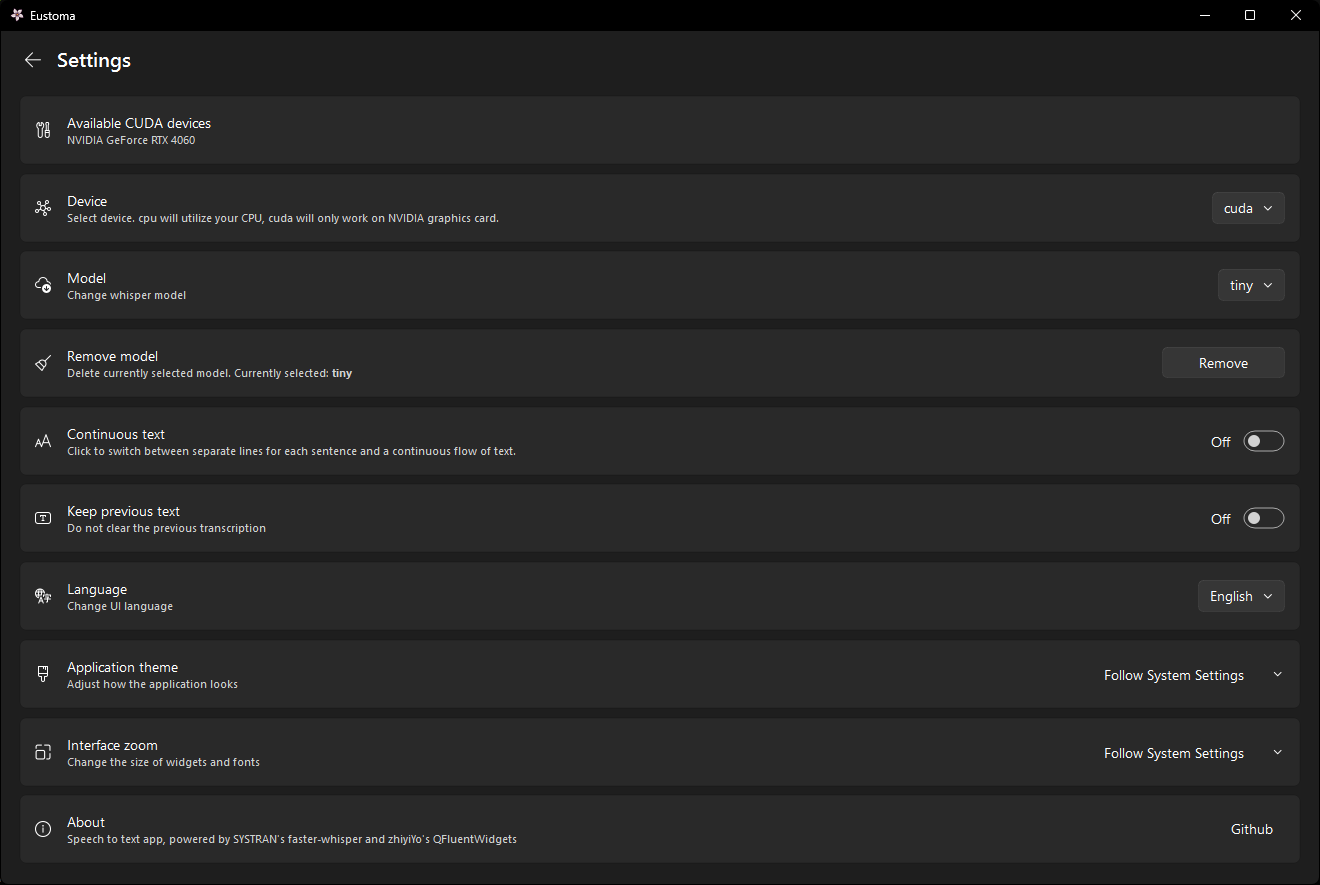 Eustoma
Settings
Available CUDA devices
NVIDIA GeForce RTX 4060
Device
Select device. cpu will utilize your CPU, cuda will only work on NVIDIA graphics card.
cuda
Model
Change whisper model
tiny
Remove model
Delete currently selected model. Currently selected: tiny
Remove
Continuous text
Click to switch between separate lines for each sentence and a continuous flow of text.
Off
Keep previous text
Do not clear the previous transcription
Off
Language
Change UI language
English
Application theme
Adjust how the application looks
Follow System Settings
Interface zoom
Change the size of widgets and fonts
Follow System Settings
About
Speech to text app, powered by SYSTRAN's faster-whisper and zhiyiYo's QFluentWidgets
Github